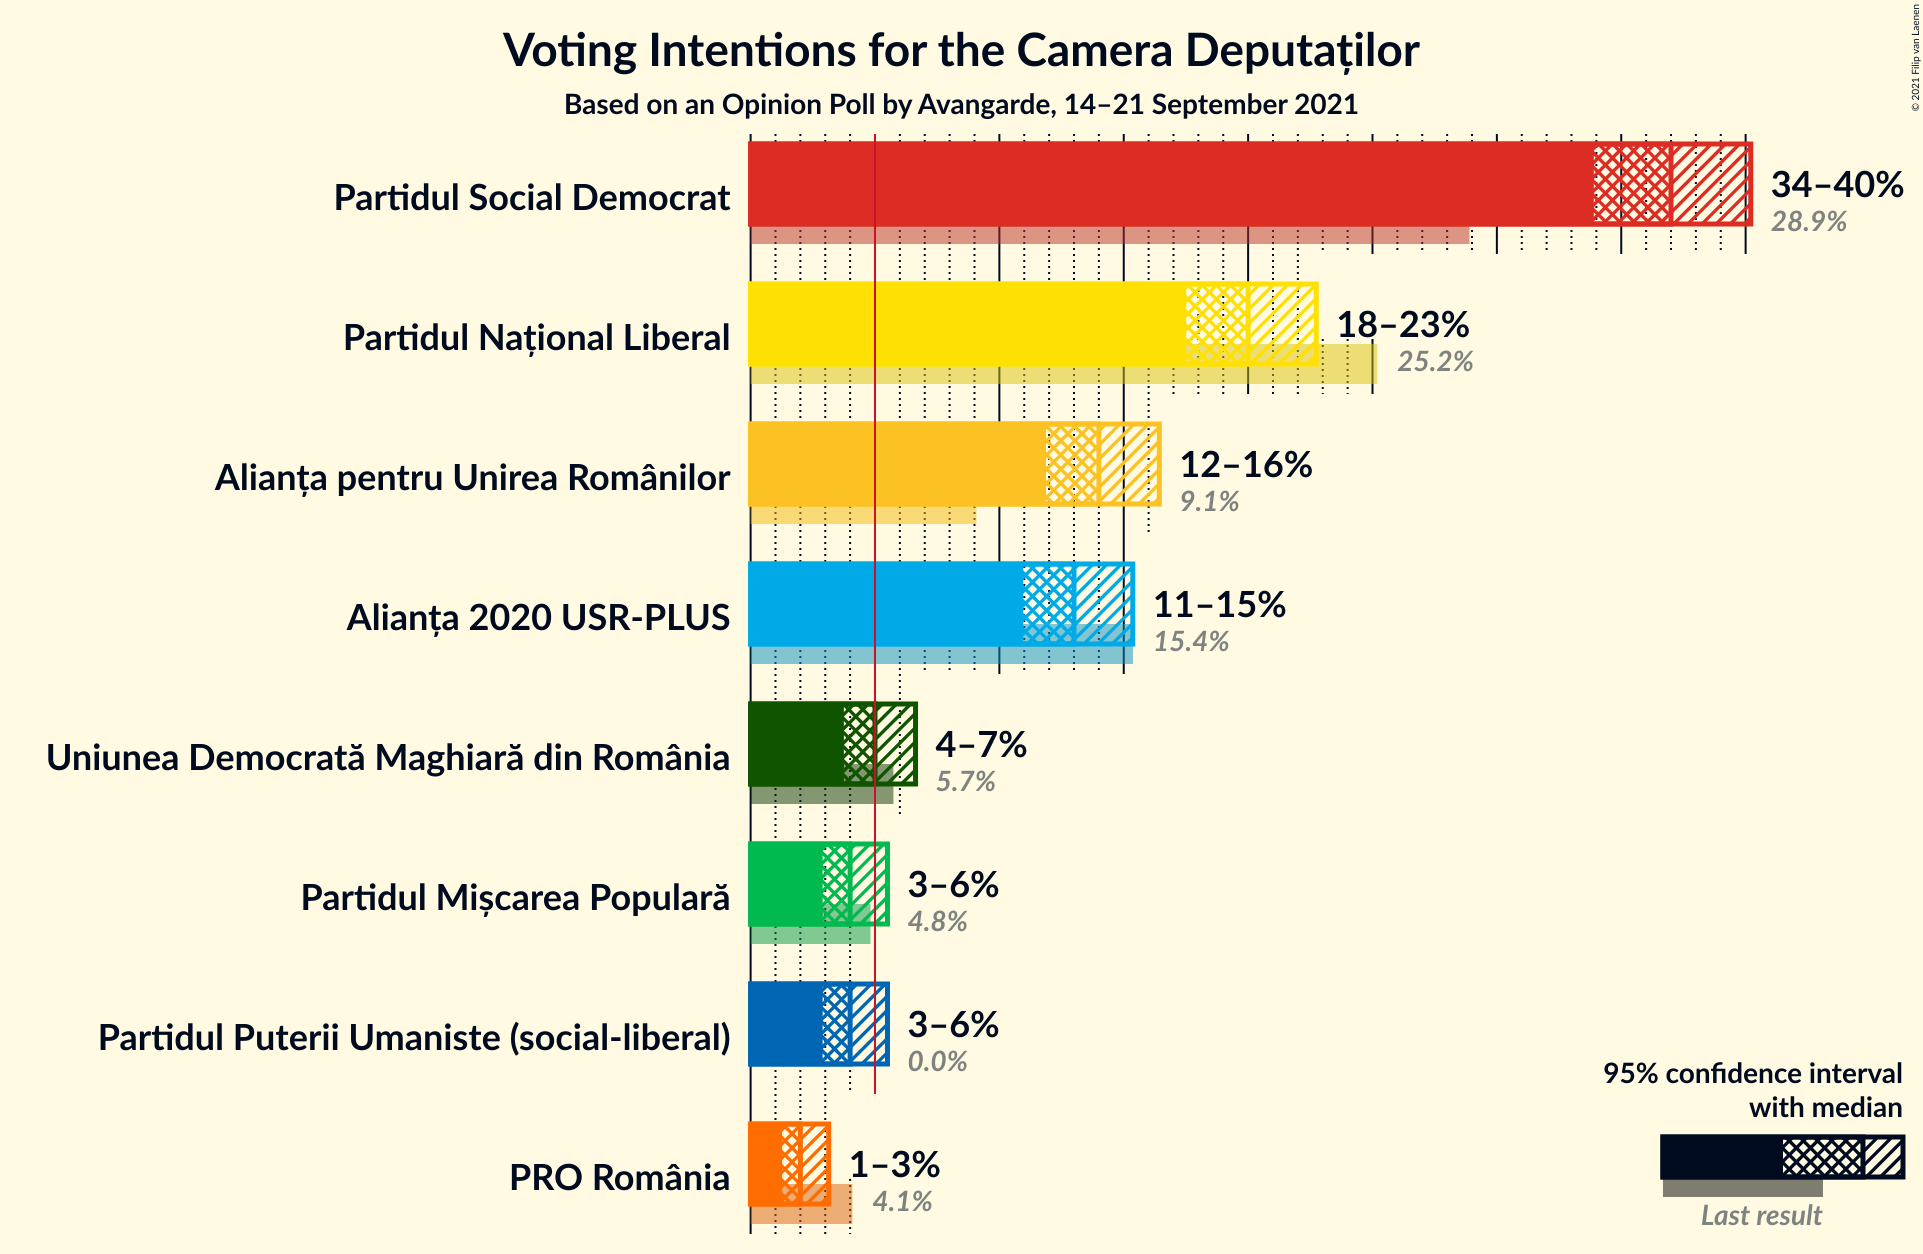 Voting Intentions for the Camera Deputaților
Based on an Opinion Poll by Avangarde, 14–21 September 2021
© 2021 Filip van Laenen
Partidul Social Democrat
34–40%
28.9%
Partidul Național Liberal
18–23%
25.2%
Alianța pentru Unirea Românilor
12–16%
9.1%
Alianța 2020 USR-PLUS
11–15%
15.4%
Uniunea Democrată Maghiară din România
4–7%
5.7%
Partidul Mișcarea Populară
3–6%
4.8%
Partidul Puterii Umaniste (social-liberal)
3–6%
0.0%
PRO România
1–3%
4.1%
95% confidence interval
with median
Last result